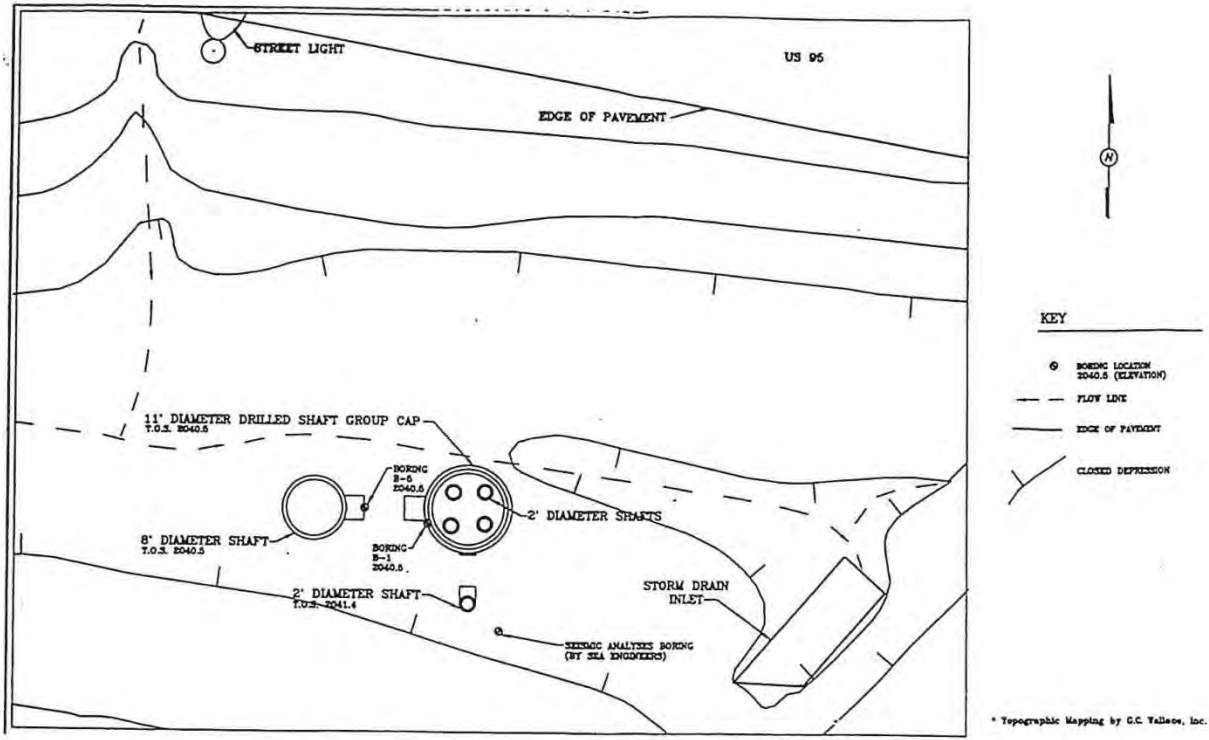 STREET LIGHT
US 95
EDGE OF PAVEMENT
N
KEY
BORING LOCATION
2040.5 (ELEVATION)
FLOW LINE
EDGE OF PAVEMENT
CLOSED DEPRESSION
11' DIAMETER DRILLED SHAFT GROUP CAP
T.O.S. 2040.5
BORING
B-5
2040.5
2' DIAMETER SHAFTS
8' DIAMETER SHAFT
T.O.S. 2040.5
BORING
B-1
2040.5
2' DIAMETER SHAFT
T.O.S. 2041.4
STORM DRAIN
INLET
SEISMIC ANALYSES BORING
(BY SEA ENGINEERS)
* Topographic Mapping by G.C. Wallace, Inc.